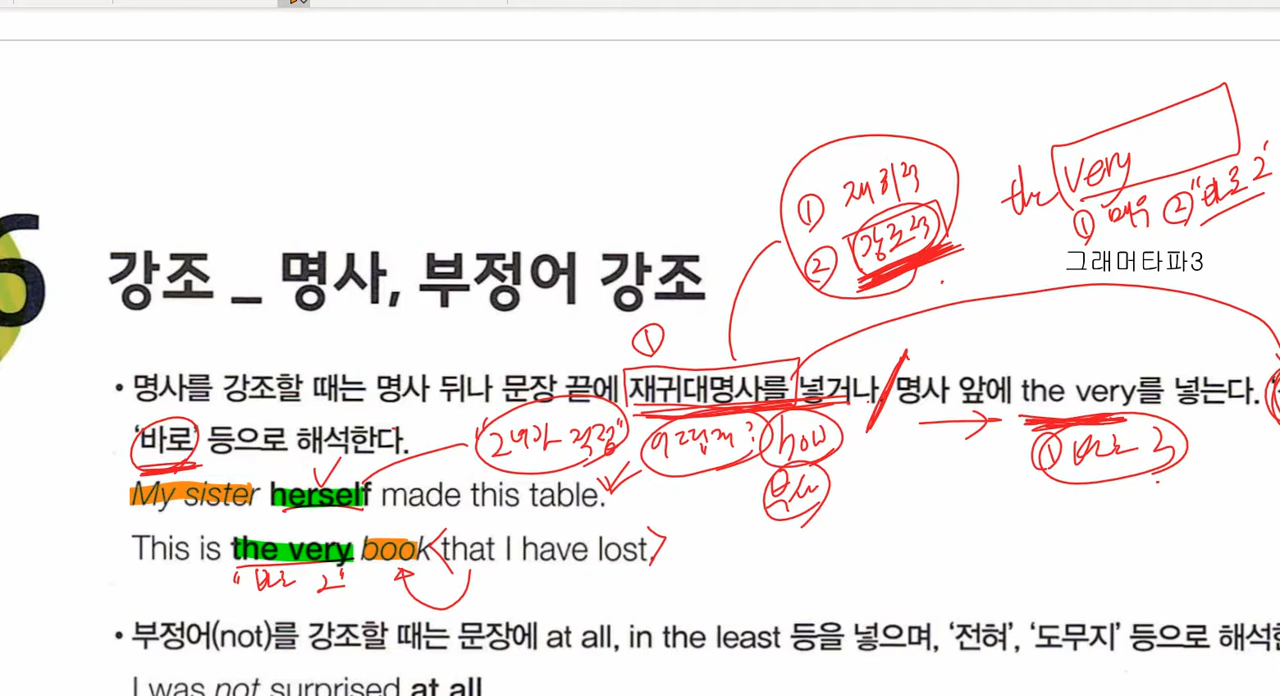 ① 재귀적
② 강조적
the very
① 매우 ② "바로 그"
그래머타파3
6
강조 _ 명사, 부정어 강조
①
• 명사를 강조할 때는 명사 뒤나 문장 끝에 재귀대명사를 넣거나, 명사 앞에 the very를 넣는다.
'바로' 등으로 해석한다.
"그녀가 직접" 어떻게? how
① 바로 그
부사
My sister herself made this table.
This is the very book that I have lost.
"바로 그"
• 부정어(not)를 강조할 때는 문장에 at all, in the least 등을 넣으며, '전혀', '도무지' 등으로 해석한
I was not surprised at all